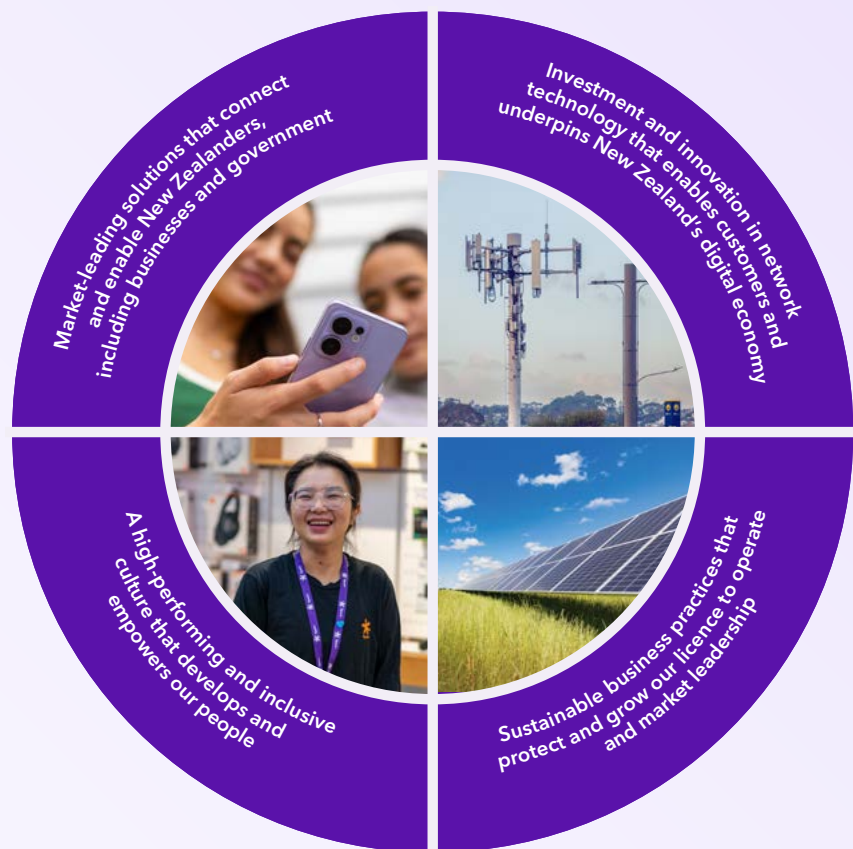 Market-leading solutions that connect
and enable New Zealanders,
including businesses and government
Investment and innovation in network
technology that enables customers and
underpins New Zealand's digital economy
A high-performing and inclusive
culture that develops and
empowers our people
Sustainable business practices that
protect and grow our licence to operate
and market leadership